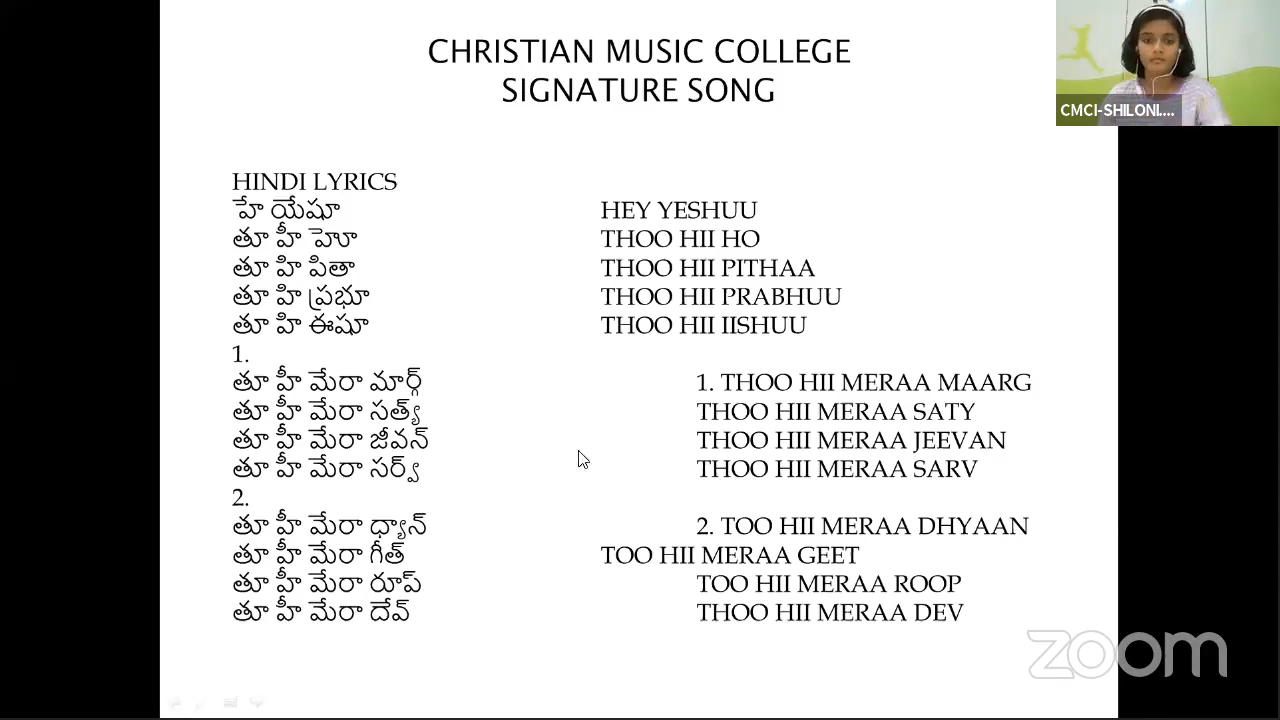 CHRISTIAN MUSIC COLLEGE
SIGNATURE SONG
CMCI-SHILONI....
HINDI LYRICS
హే యేషూ HEY YESHUU
తూ హీ హెూ THOO HII HO
తూ హి పితా THOO HII PITHAA
తూ హి ప్రభూ THOO HII PRABHUU
తూ హి ఈషూ THOO HII IISHUU
1.
తూ హీ మేరా మార్గ్ 1. THOO HII MERAA MAARG
తూ హీ మేరా సత్య్ THOO HII MERAA SATY
తూ హీ మేరా జీవన్ THOO HII MERAA JEEVAN
తూ హీ మేరా సర్వ్ THOO HII MERAA SARV
2.
తూ హీ మేరా ధ్యాన్ 2. TOO HII MERAA DHYAAN
తూ హీ మేరా గీత్ TOO HII MERAA GEET
తూ హీ మేరా రూప్ TOO HII MERAA ROOP
తూ హీ మేరా దేవ్ THOO HII MERAA DEV
zoom